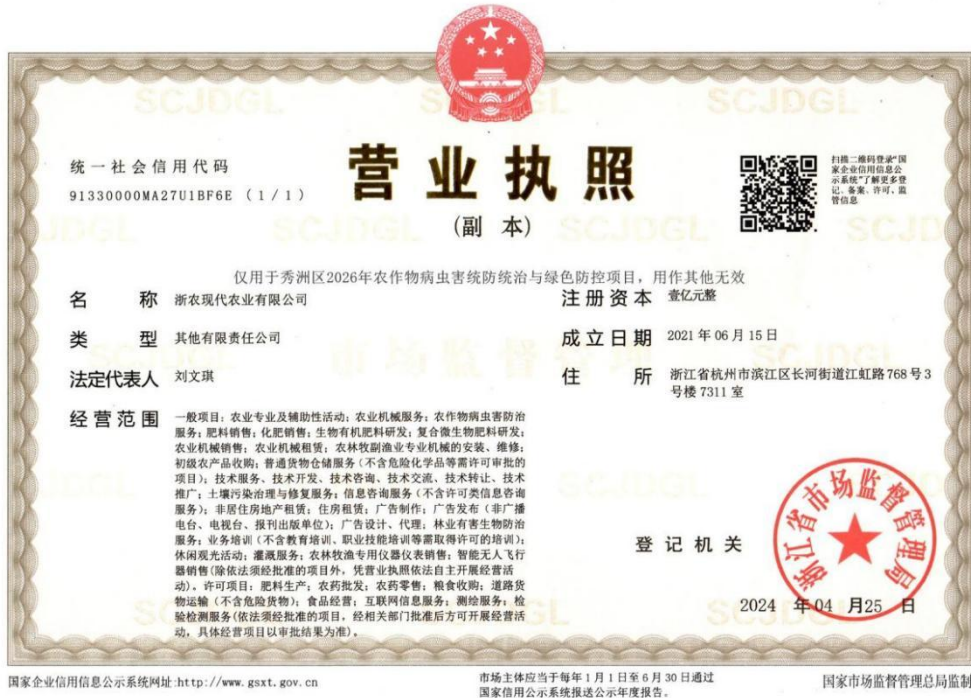 统一社会信用代码
91330000MA27U1BF6E (1/1)
营业执照
(副 本)
扫描二维码登录“国
家企业信用信息公
示系统”了解更多登
记、备案、许可、监
管信息
仅用于秀洲区2026年农作物病虫害统防统治与绿色防控项目，用作其他无效
名 称 浙农现代农业有限公司
类 型 其他有限责任公司
法定代表人 刘文琪
经营范围 一般项目：农业专业及辅助性活动；农业机械服务；农作物病虫害防治
服务；肥料销售；化肥销售；生物有机肥料研发；复合微生物肥料研发；
农业机械销售；农业机械租赁；农林牧副渔业专业机械的安装、维修；
初级农产品收购；普通货物仓储服务（不含危险化学品等需许可审批的
项目）；技术服务、技术开发、技术咨询、技术交流、技术转让、技术
推广；土壤污染治理与修复服务；信息咨询服务（不含许可类信息咨询
服务）；非居住房地产租赁；住房租赁；广告制作；广告发布（非广播
电台、电视台、报刊出版单位）；广告设计、代理；林业有害生物防治
服务；业务培训（不含教育培训、职业技能培训等需取得许可的培训）；
休闲观光活动；灌溉服务；农林牧渔专用仪器仪表销售；智能无人飞行
器销售(除依法须经批准的项目外，凭营业执照依法自主开展经营活
动)。许可项目：肥料生产；农药批发；农药零售；粮食收购；道路货
物运输（不含危险货物）；食品经营；互联网信息服务；测绘服务；检
验检测服务(依法须经批准的项目，经相关部门批准后方可开展经营活
动，具体经营项目以审批结果为准)。
注册资本 壹亿元整
成立日期 2021年06月15日
住 所 浙江省杭州市滨江区长河街道江虹路768号3
号楼7311室
登记机关
浙江省市场监督管理局
2024 年04 月25 日
国家企业信用信息公示系统网址:http://www.gsxt.gov.cn
市场主体应当于每年1月1日至6月30日通过
国家信用公示系统报送公示年度报告。
国家市场监督管理总局监制
SCJDGL
市场监督管理